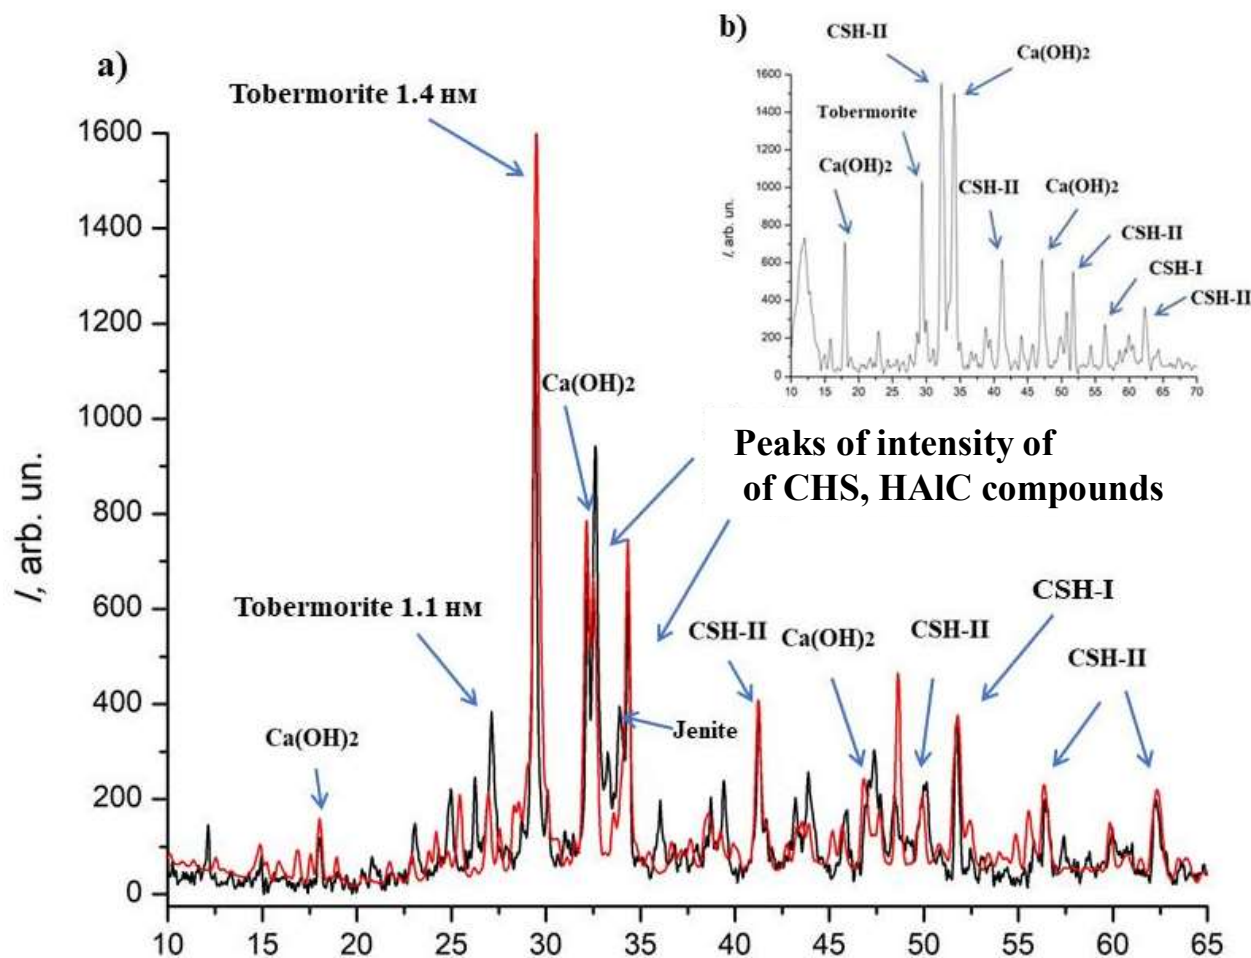 a)
Tobermorite 1.4 нм
Ca(OH)2
Peaks of intensity of
of CHS, HAlC compounds
Tobermorite 1.1 нм
CSH-II
Ca(OH)2
CSH-II
CSH-I
CSH-II
Jenite
Ca(OH)2
I, arb. un.
1600
1400
1200
1000
800
600
400
200
0
10 15 20 25 30 35 40 45 50 55 60 65
b)
CSH-II
Ca(OH)2
Tobermorite
Ca(OH)2
CSH-II
Ca(OH)2
CSH-II
CSH-I
CSH-II
I, arb. un.
1600
1400
1200
1000
800
600
400
200
0
10 15 20 25 30 35 40 45 50 55 60 65 70